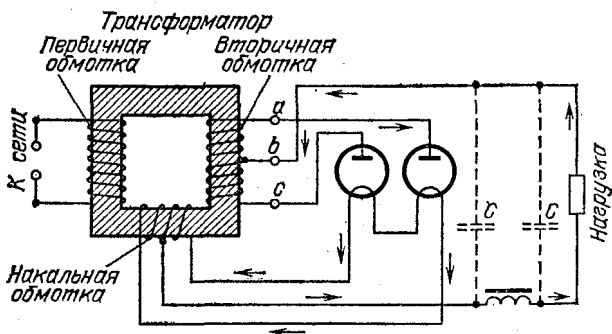 Трансформатор
Первичная
обмотка
Вторичная
обмотка
К сети
a
b
c
C
C
Нагрузка
Накальная
обмотка